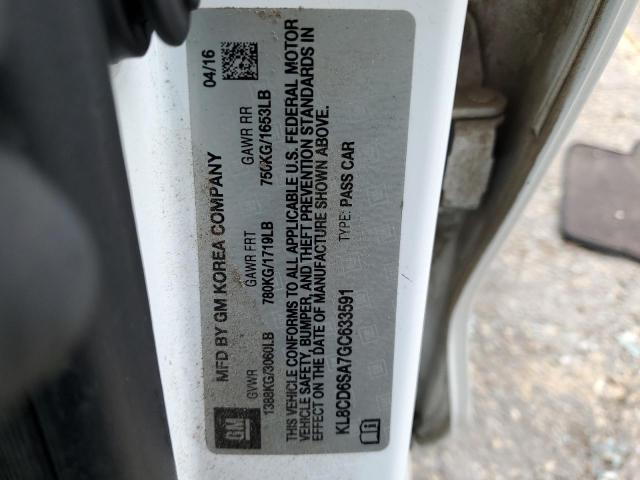 MFD BY GM KOREA COMPANY 04/16
GVWR GAWR FRT GAWR RR
1388KG/3060LB 780KG/1719LB 750KG/1653LB
THIS VEHICLE CONFORMS TO ALL APPLICABLE U.S. FEDERAL MOTOR
VEHICLE SAFETY, BUMPER, AND THEFT PREVENTION STANDARDS IN
EFFECT ON THE DATE OF MANUFACTURE SHOWN ABOVE.
TYPE: PASS CAR
KL8CD6SA7GC633591
GM